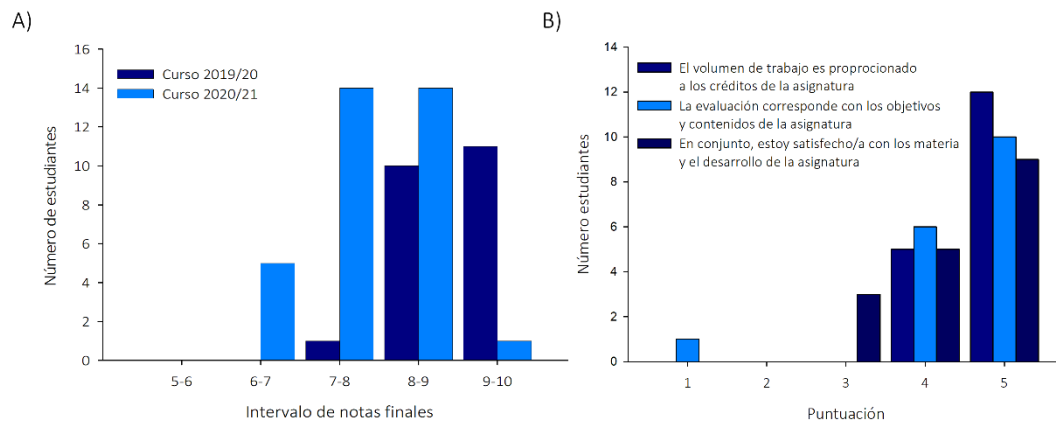 A)
Número de estudiantes
16
14
12
10
8
6
4
2
0
Curso 2019/20
Curso 2020/21
5-6
6-7
7-8
8-9
9-10
Intervalo de notas finales
B)
Número estudiantes
14
12
10
8
6
4
2
0
El volumen de trabajo es proprocionado
a los créditos de la asignatura
La evaluación corresponde con los objetivos
y contenidos de la asignatura
En conjunto, estoy satisfecho/a con los materia
y el desarrollo de la asignatura
1
2
3
4
5
Puntuación